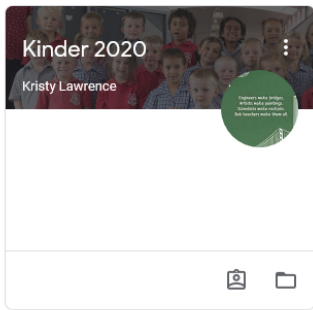 Kinder 2020
Kristy Lawrence
Engineers make bridges,
Artists make paintings,
Scientists make rockets.
But teachers make them all.